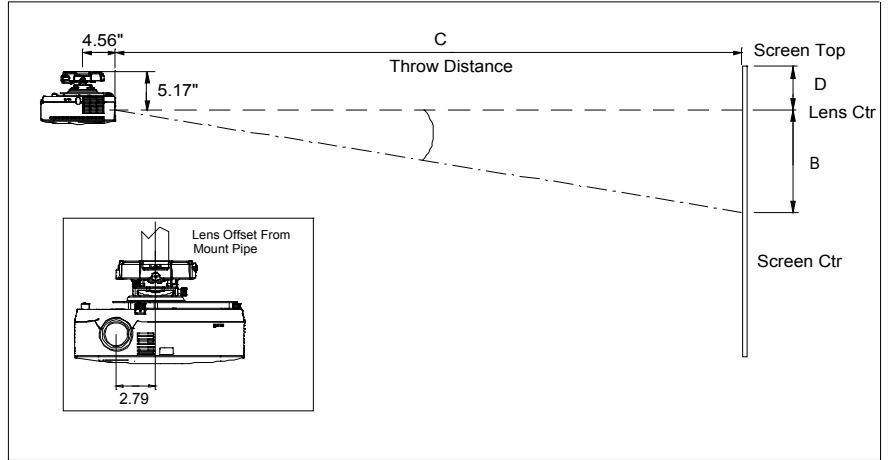 4.56"
C
Screen Top
Throw Distance
D
5.17"
Lens Ctr
B
Lens Offset From
Mount Pipe
Screen Ctr
2.79